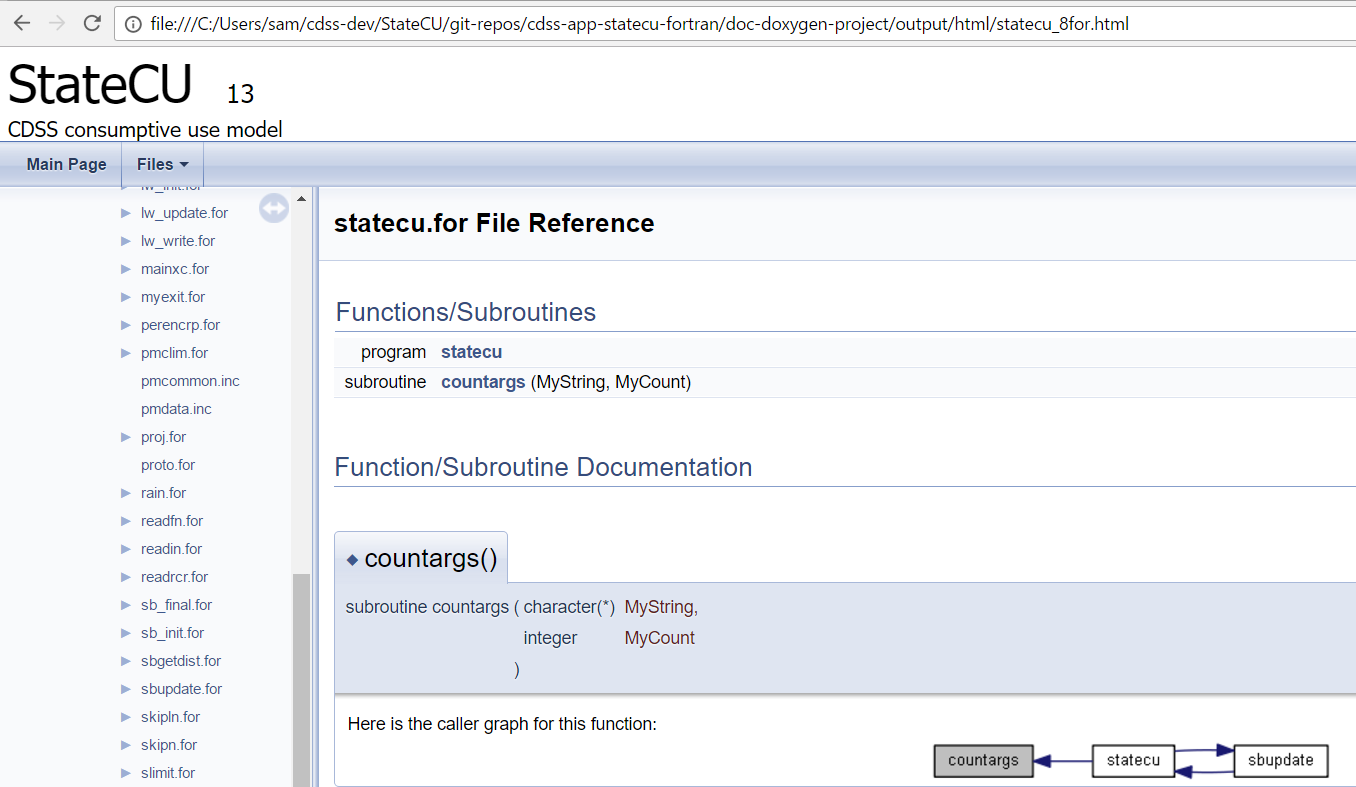 file:///C:/Users/sam/cdss-dev/StateCU/git-repos/cdss-app-statecu-fortran/doc-doxygen-project/output/html/statecu_8for.html
StateCU 13
CDSS consumptive use model
Main Page Files
lw_init.for
lw_update.for
lw_write.for
mainxc.for
myexit.for
perencrp.for
pmclim.for
pmcommon.inc
pmdata.inc
proj.for
proto.for
rain.for
readfn.for
readin.for
readrcr.for
sb_final.for
sb_init.for
sbgetdist.for
sbupdate.for
skipln.for
skipn.for
slimit.for
statecu.for File Reference
Functions/Subroutines
program statecu
subroutine countargs (MyString, MyCount)
Function/Subroutine Documentation
countargs()
subroutine countargs ( character(*) MyString,
integer MyCount
)
Here is the caller graph for this function:
countargs statecu sbupdate